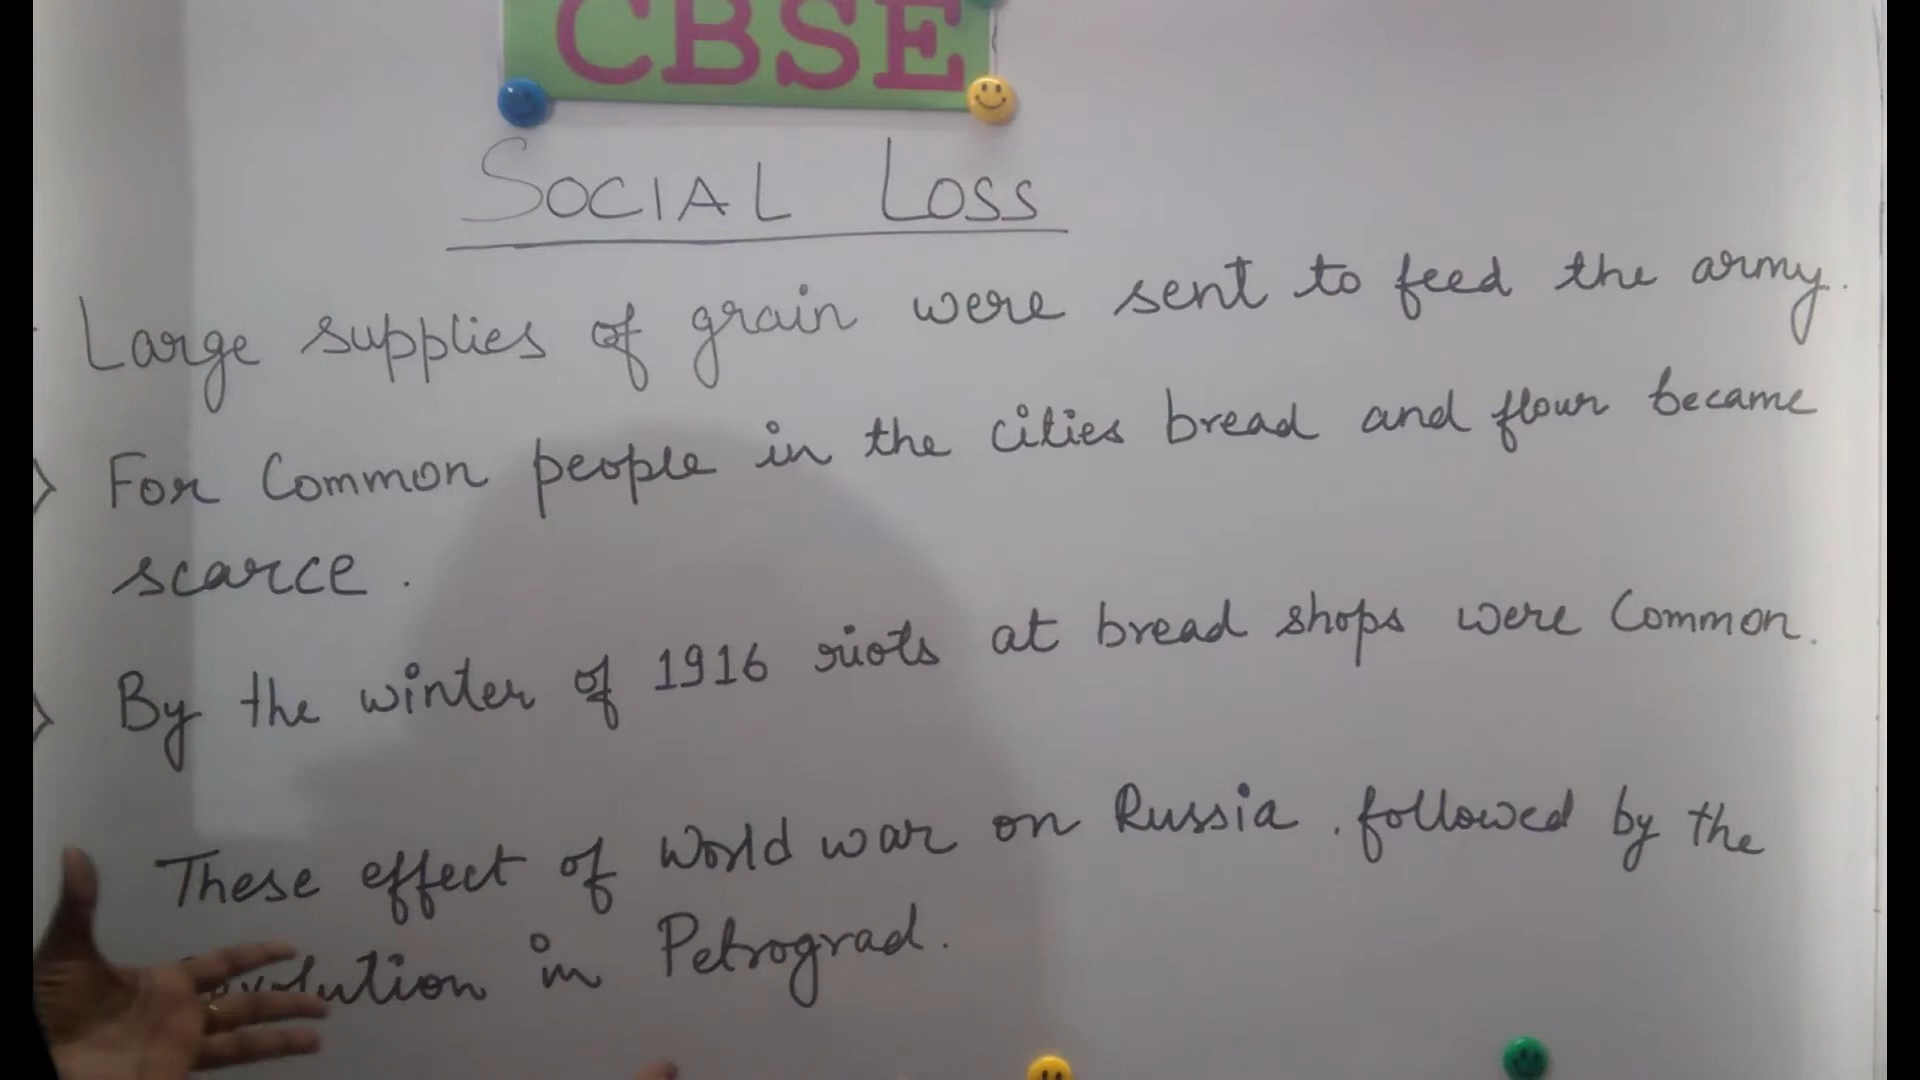 CBSE
SOCIAL LOSS
Large supplies of grain were sent to feed the army.
For Common people in the cities bread and flour became
scarce.
By the winter of 1916 riots at bread shops were Common.
These effect of World war on Russia. followed by the
in Petrograd.